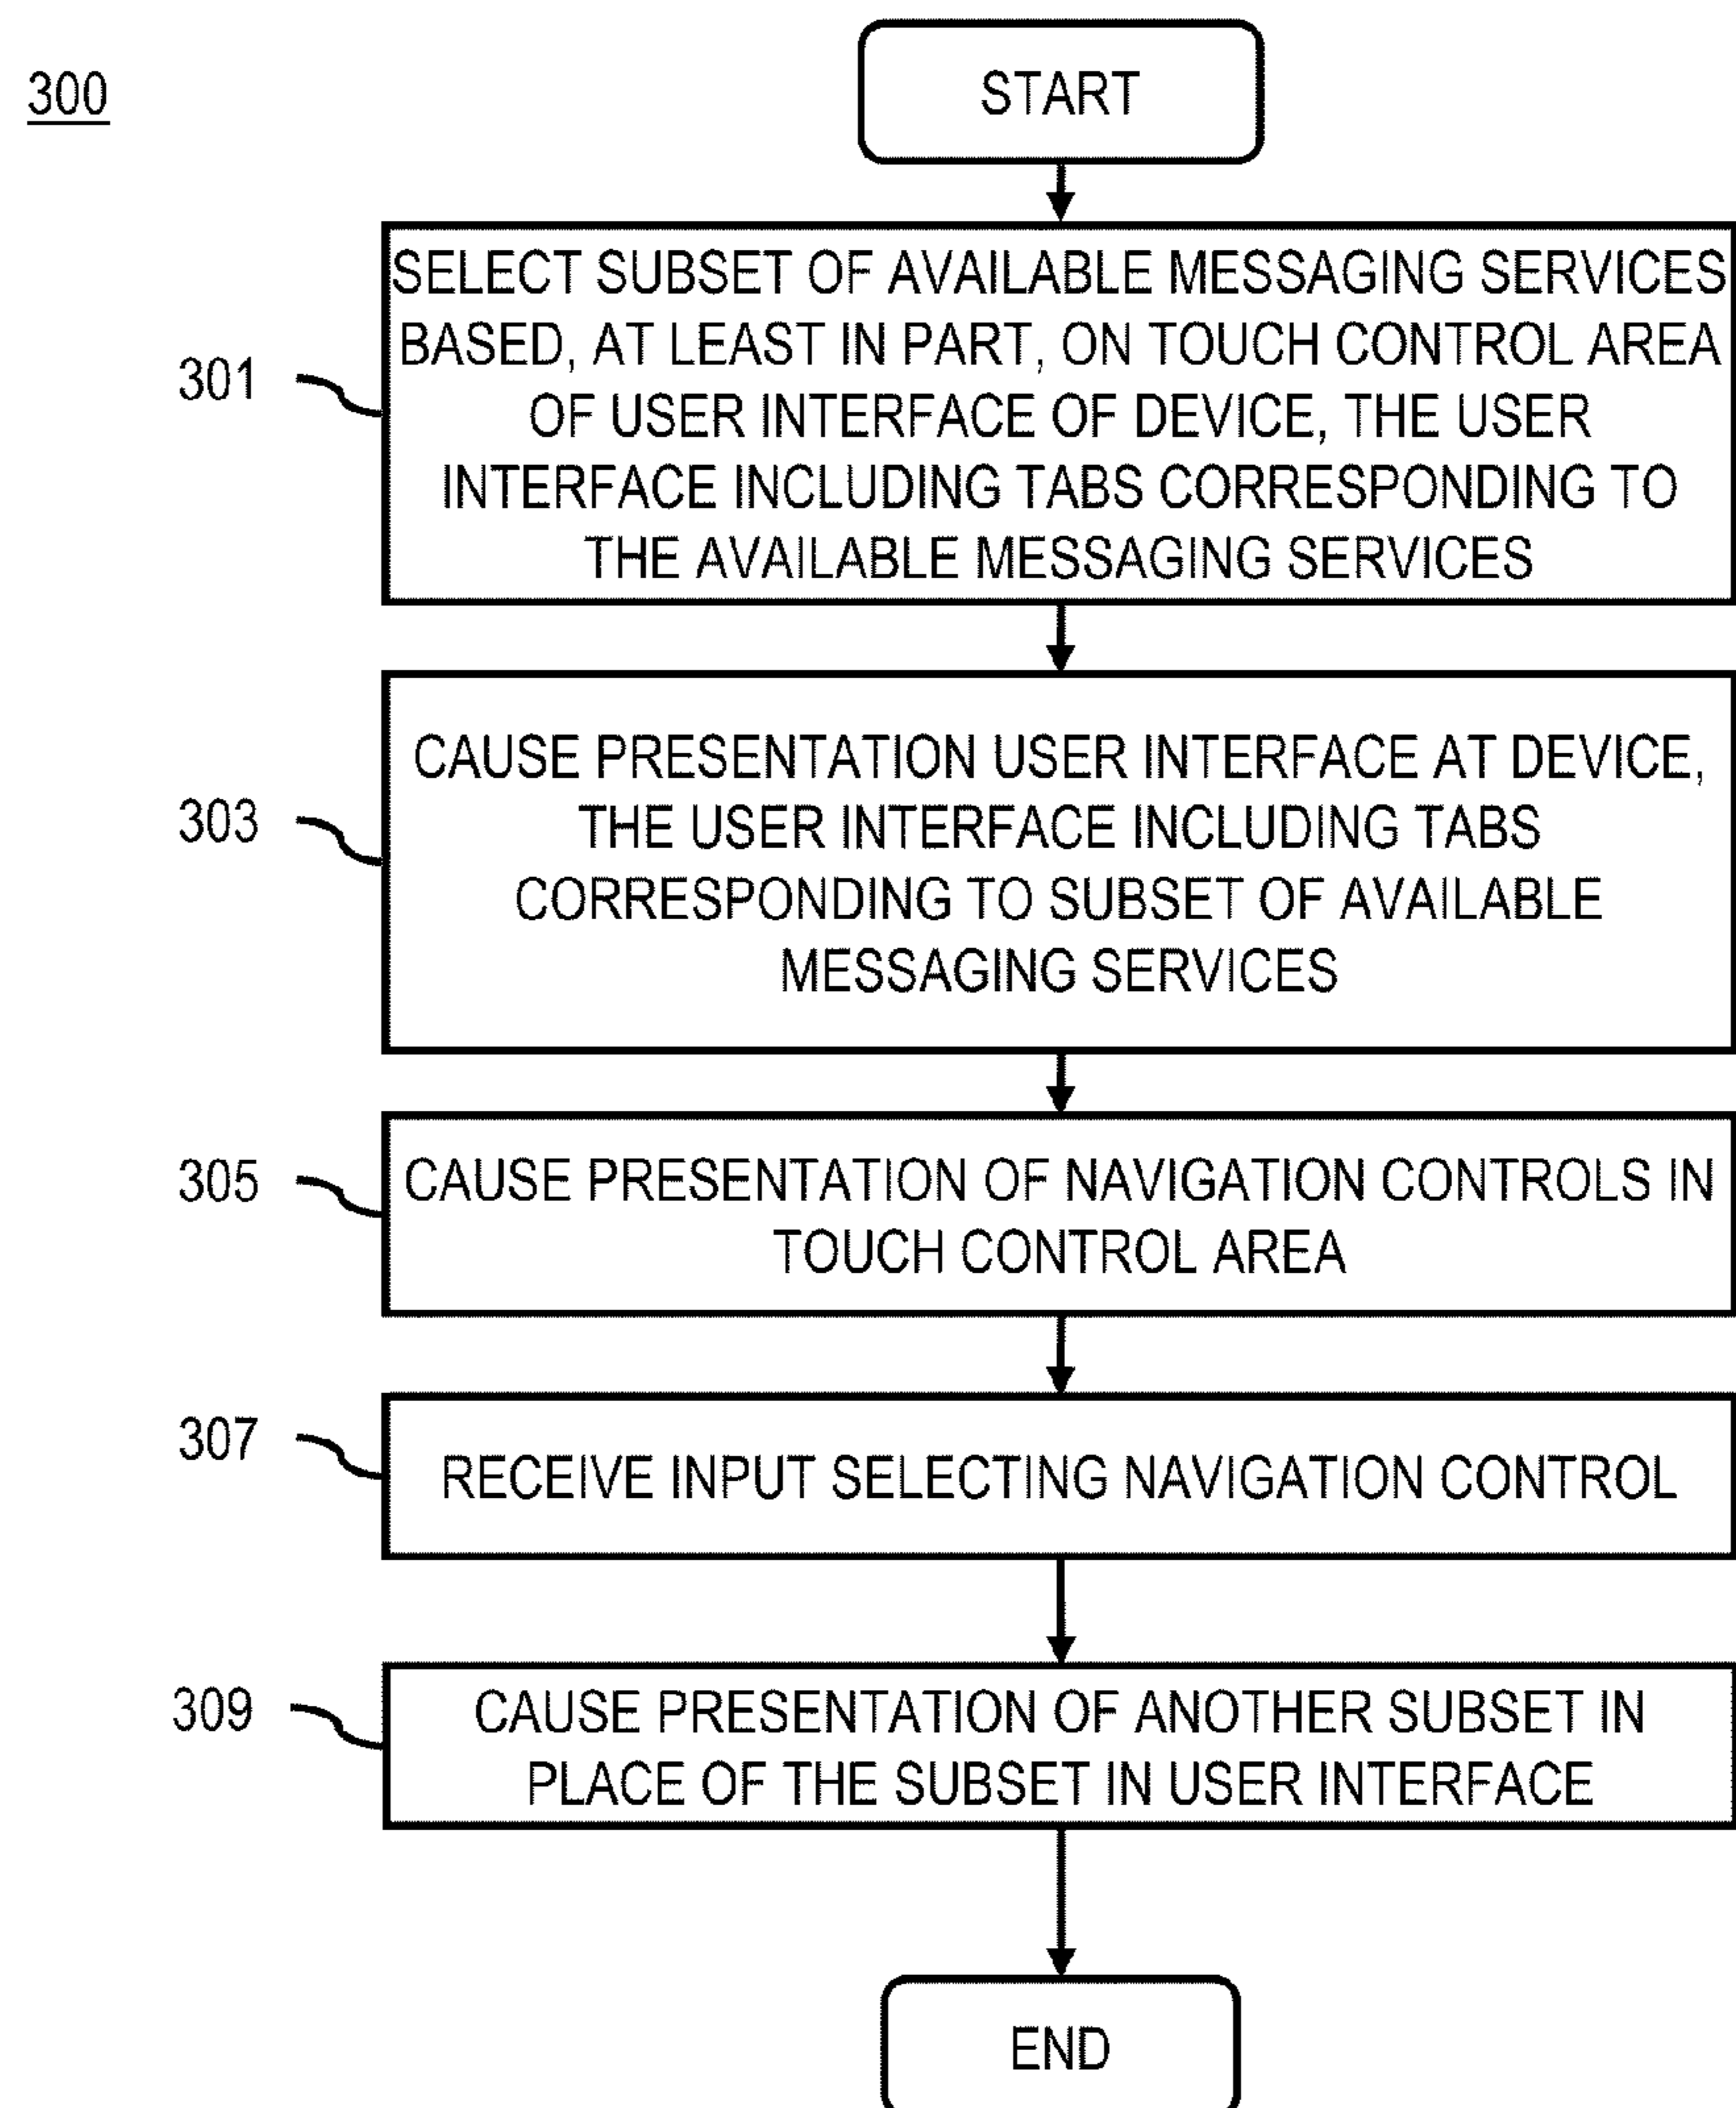 300
START
301
SELECT SUBSET OF AVAILABLE MESSAGING SERVICES
BASED, AT LEAST IN PART, ON TOUCH CONTROL AREA
OF USER INTERFACE OF DEVICE, THE USER
INTERFACE INCLUDING TABS CORRESPONDING TO
THE AVAILABLE MESSAGING SERVICES
303
CAUSE PRESENTATION USER INTERFACE AT DEVICE,
THE USER INTERFACE INCLUDING TABS
CORRESPONDING TO SUBSET OF AVAILABLE
MESSAGING SERVICES
305
CAUSE PRESENTATION OF NAVIGATION CONTROLS IN
TOUCH CONTROL AREA
307
RECEIVE INPUT SELECTING NAVIGATION CONTROL
309
CAUSE PRESENTATION OF ANOTHER SUBSET IN
PLACE OF THE SUBSET IN USER INTERFACE
END